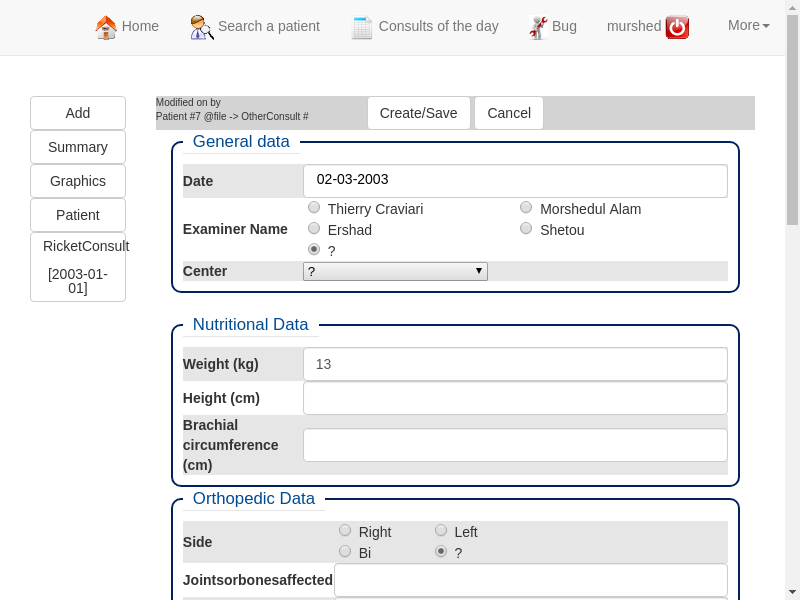 Home Search a patient Consults of the day Bug murshed More
Add
Summary
Graphics
Patient
RicketConsult
[2003-01-
01]
Modified on by
Patient #7 @file -> OtherConsult #
Create/Save Cancel
General data
Date 02-03-2003
Examiner Name
Thierry Craviari Morshedul Alam
Ershad Shetou
?
Center ?
Nutritional Data
Weight (kg) 13
Height (cm)
Brachial
circumference
(cm)
Orthopedic Data
Side
Right Left
Bi ?
Jointsorbonesaffected